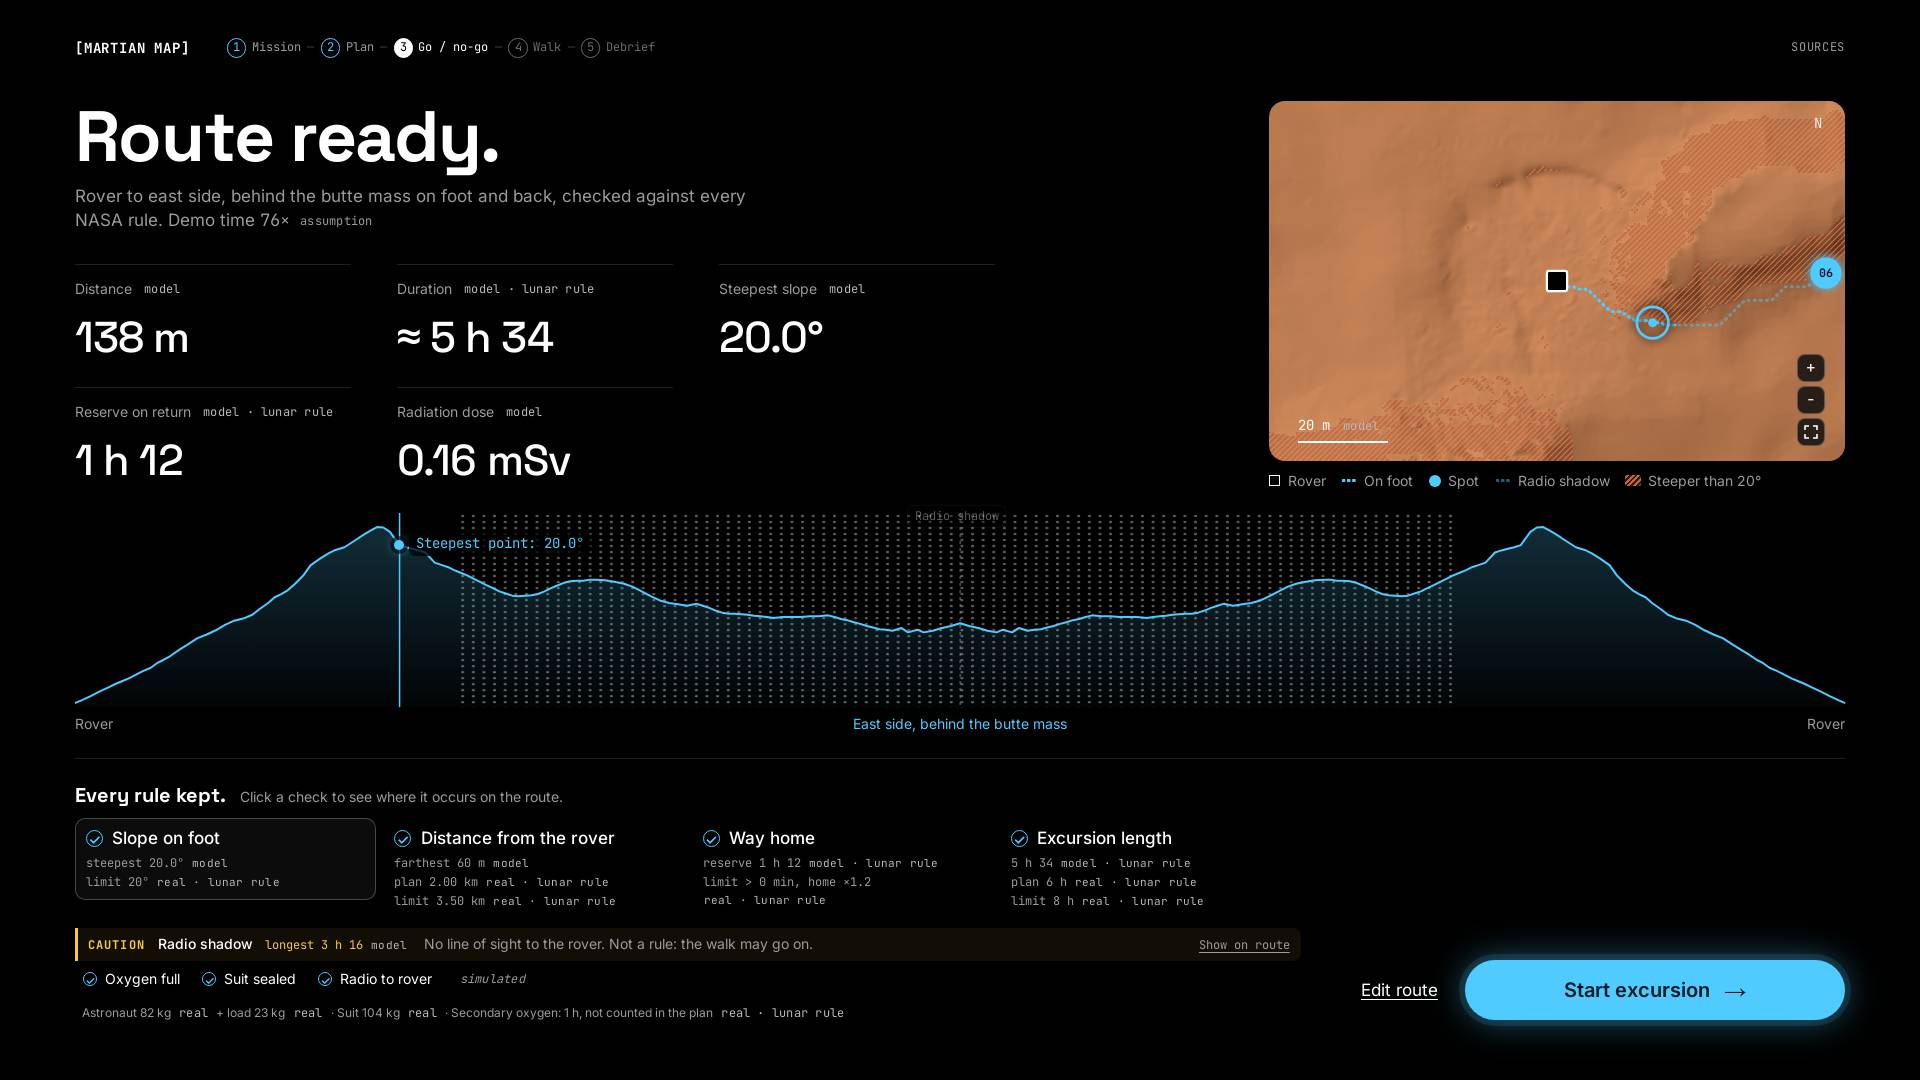 [MARTIAN MAP] 1 Mission — 2 Plan — 3 Go / no-go — 4 Walk — 5 Debrief SOURCES
Route ready.
Rover to east side, behind the butte mass on foot and back, checked against every
NASA rule. Demo time 76× assumption
Distance model
138 m
Duration model · lunar rule
≈ 5 h 34
Steepest slope model
20.0°
Reserve on return model · lunar rule
1 h 12
Radiation dose model
0.16 mSv
N
06
+
-
20 m model
Rover On foot Spot Radio shadow Steeper than 20°
Radio shadow
Steepest point: 20.0°
Rover East side, behind the butte mass Rover
Every rule kept. Click a check to see where it occurs on the route.
Slope on foot
steepest 20.0° model
limit 20° real · lunar rule
Distance from the rover
farthest 60 m model
plan 2.00 km real · lunar rule
limit 3.50 km real · lunar rule
Way home
reserve 1 h 12 model · lunar rule
limit > 0 min, home ×1.2
real · lunar rule
Excursion length
5 h 34 model · lunar rule
plan 6 h real · lunar rule
limit 8 h real · lunar rule
CAUTION Radio shadow longest 3 h 16 model No line of sight to the rover. Not a rule: the walk may go on. Show on route
Oxygen full Suit sealed Radio to rover simulated
Edit route Start excursion →
Astronaut 82 kg real + load 23 kg real · Suit 104 kg real · Secondary oxygen: 1 h, not counted in the plan real · lunar rule